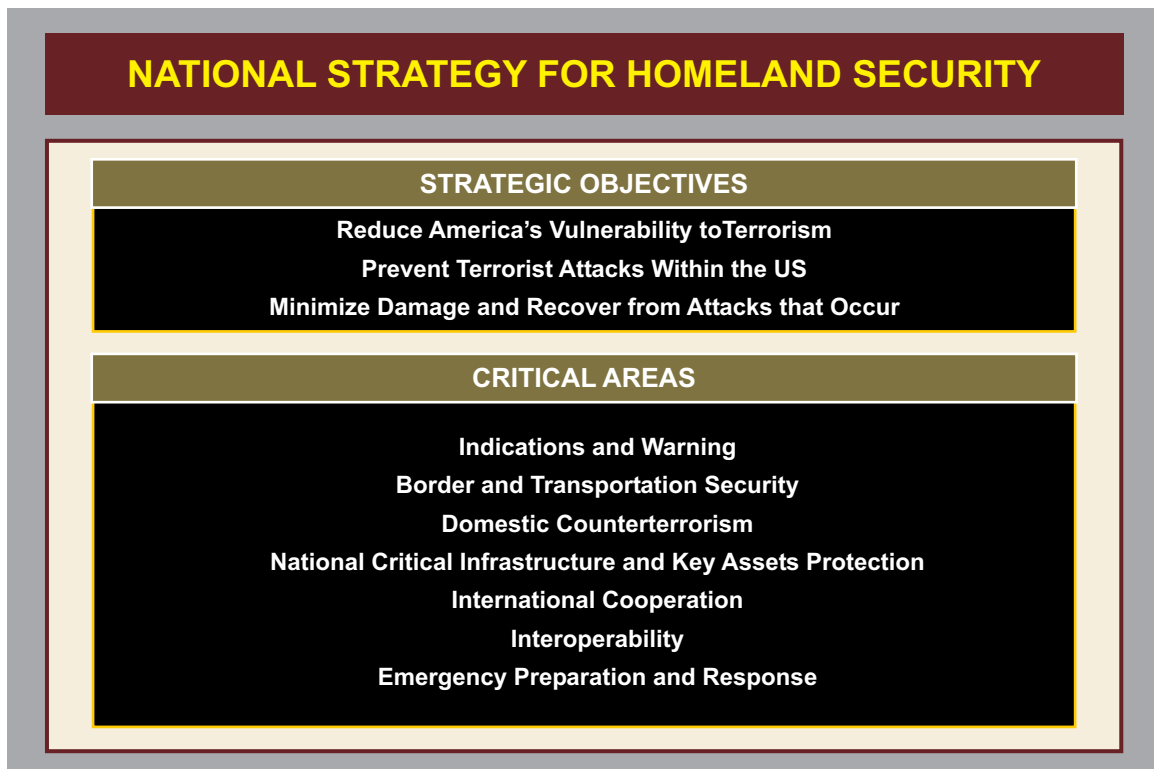 NATIONAL STRATEGY FOR HOMELAND SECURITY
STRATEGIC OBJECTIVES
Reduce America’s Vulnerability toTerrorism
Prevent Terrorist Attacks Within the US
Minimize Damage and Recover from Attacks that Occur
CRITICAL AREAS
Indications and Warning
Border and Transportation Security
Domestic Counterterrorism
National Critical Infrastructure and Key Assets Protection
International Cooperation
Interoperability
Emergency Preparation and Response